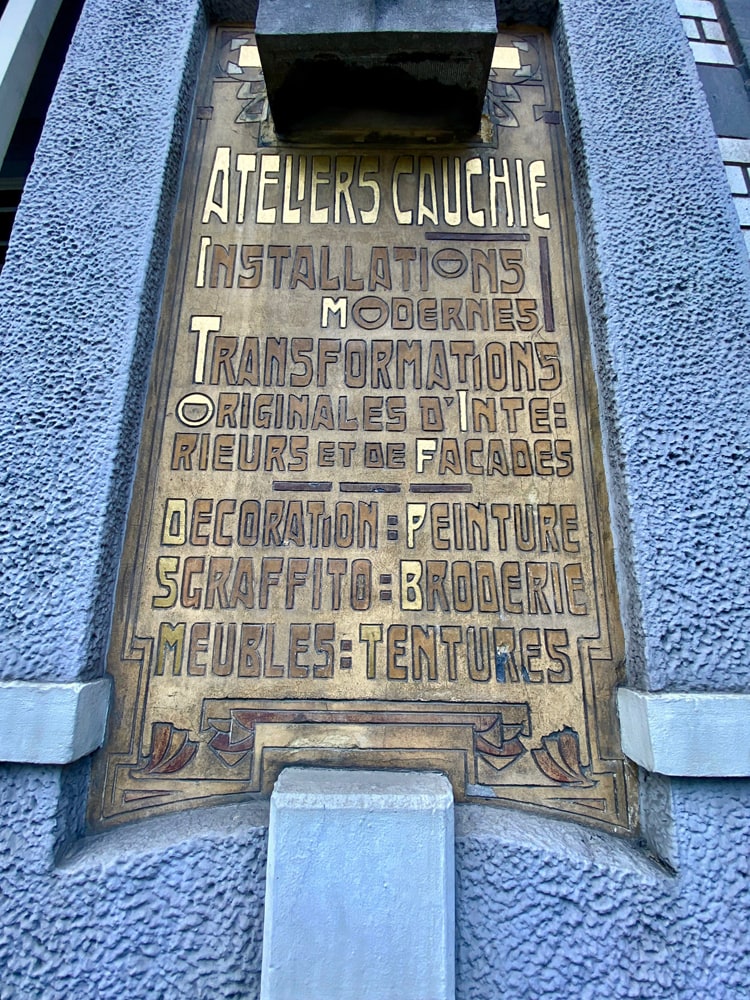 ATELIERS CAUCHIE
INSTALLATIONS
MODERNES
TRANSFORMATIONS
ORIGINALES D'INTE:
RIEURS ET DE FACADES
DECORATION : PEINTURE
SGRAFFITO : BRODERIE
MEUBLES : TENTURES